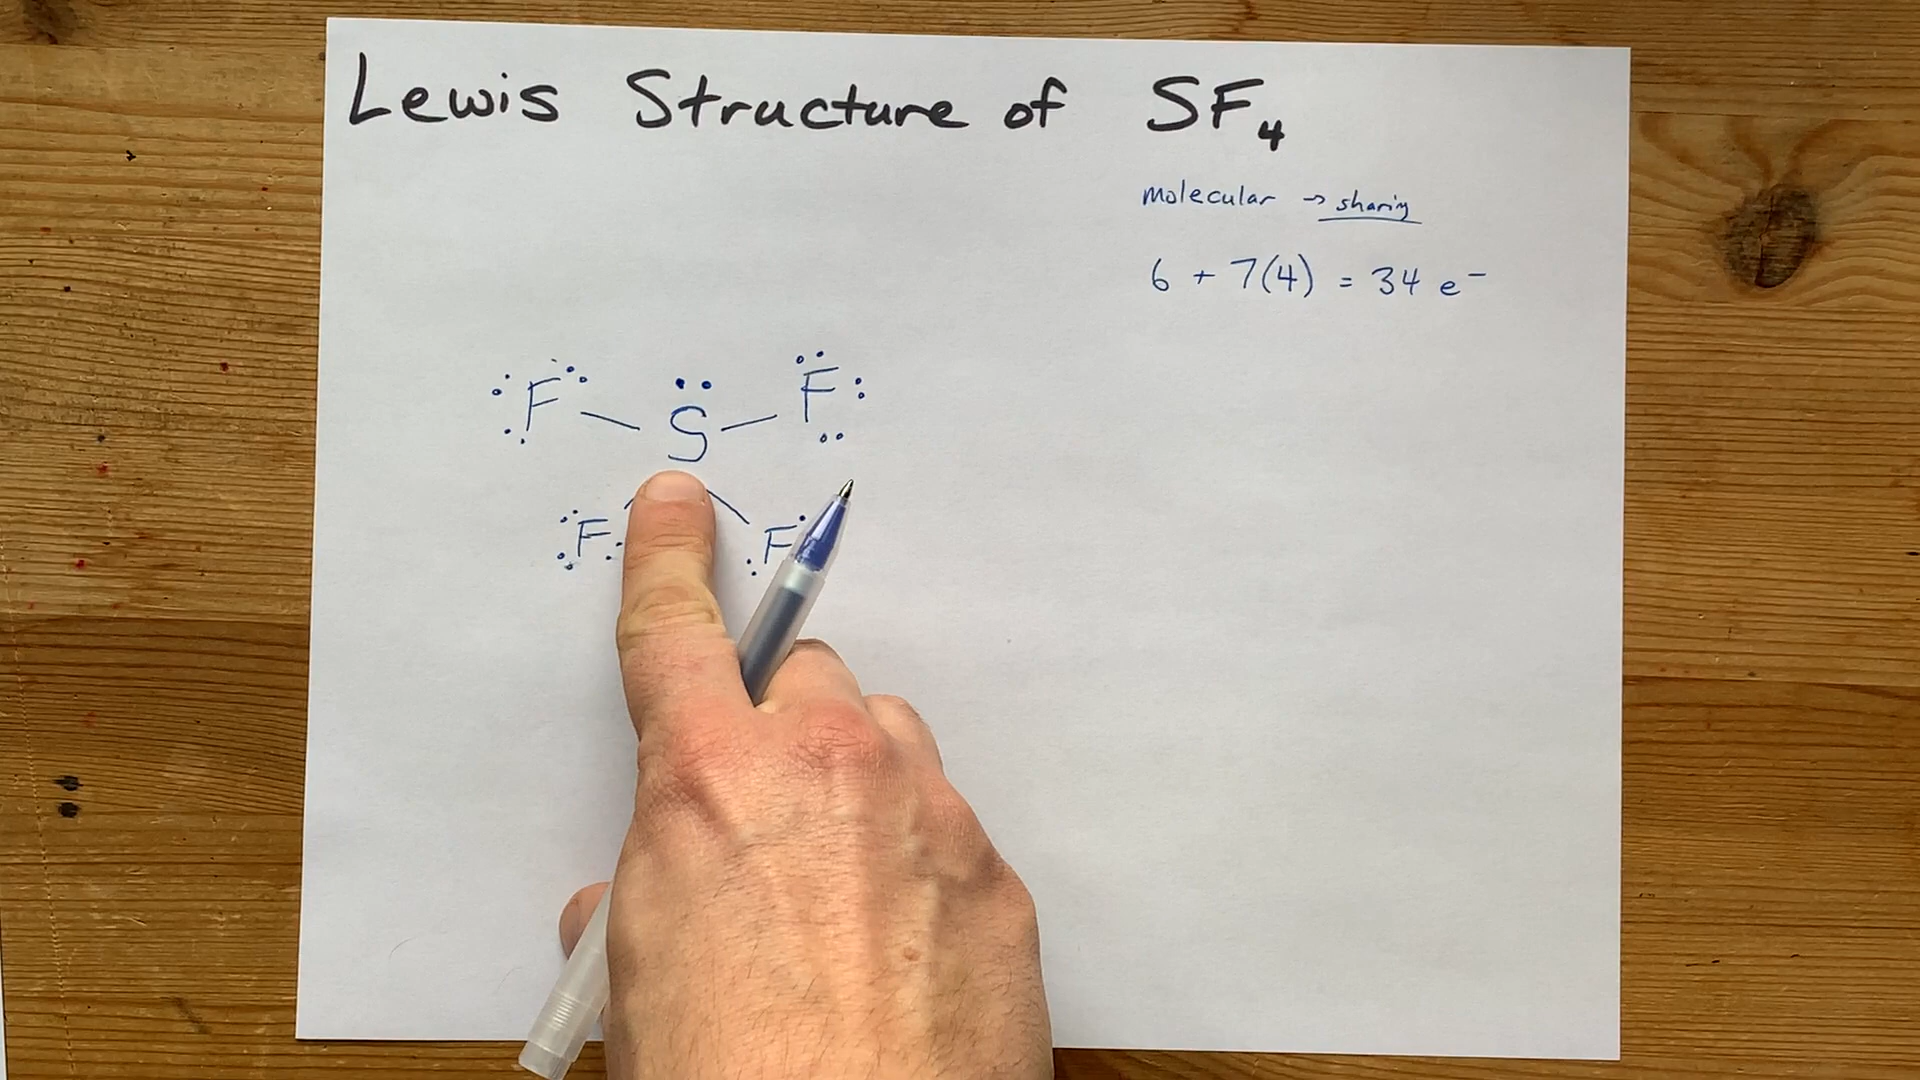 Lewis Structure of SF₄
molecular → sharing
6 + 7(4) = 34 e⁻
F S F
F F